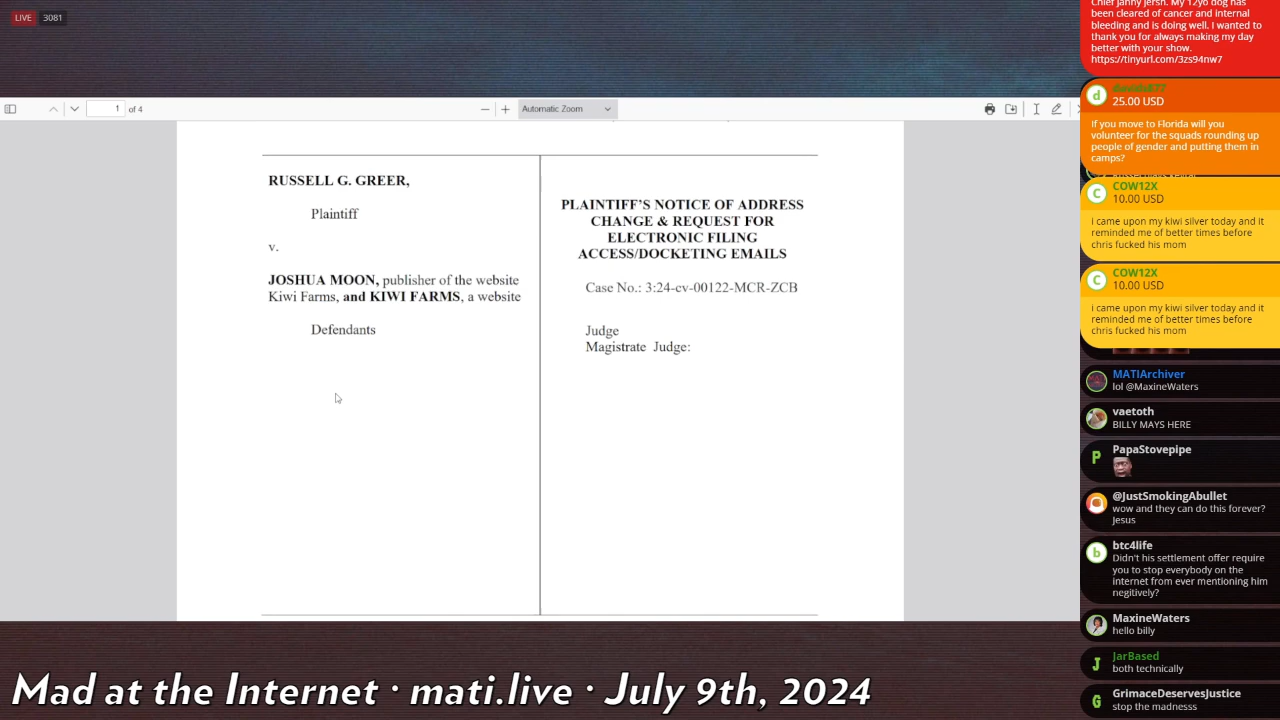 LIVE 3081
1 of 4
Automatic Zoom
RUSSELL G. GREER,
Plaintiff
v.
JOSHUA MOON, publisher of the website
Kiwi Farms, and KIWI FARMS, a website
Defendants
PLAINTIFF'S NOTICE OF ADDRESS
CHANGE & REQUEST FOR
ELECTRONIC FILING
ACCESS/DOCKETING EMAILS
Case No.: 3:24-cv-00122-MCR-ZCB
Judge
Magistrate Judge:
Chief Janny Jersh. My 12yo dog has
been cleared of cancer and internal
bleeding and is doing well. I wanted to
thank you for always making my day
better with your show.
https://tinyurl.com/3zs94nw7
d
25.00 USD
If you move to Florida will you
volunteer for the squads rounding up
people of gender and putting them in
camps?
C
COW12X
10.00 USD
i came upon my kiwi silver today and it
reminded me of better times before
chris fucked his mom
C
COW12X
10.00 USD
i came upon my kiwi silver today and it
reminded me of better times before
chris fucked his mom
MATIArchiver
lol @MaxineWaters
vaetoth
BILLY MAYS HERE
P
PapaStovepipe
@JustSmokingAbullet
wow and they can do this forever?
Jesus
b
btc4life
Didn't his settlement offer require
you to stop everybody on the
internet from ever mentioning him
negitively?
MaxineWaters
hello billy
J
JarBased
both technically
G
GrimaceDeservesJustice
stop the madnesss
Mad at the Internet · mati.live · July 9th, 2024